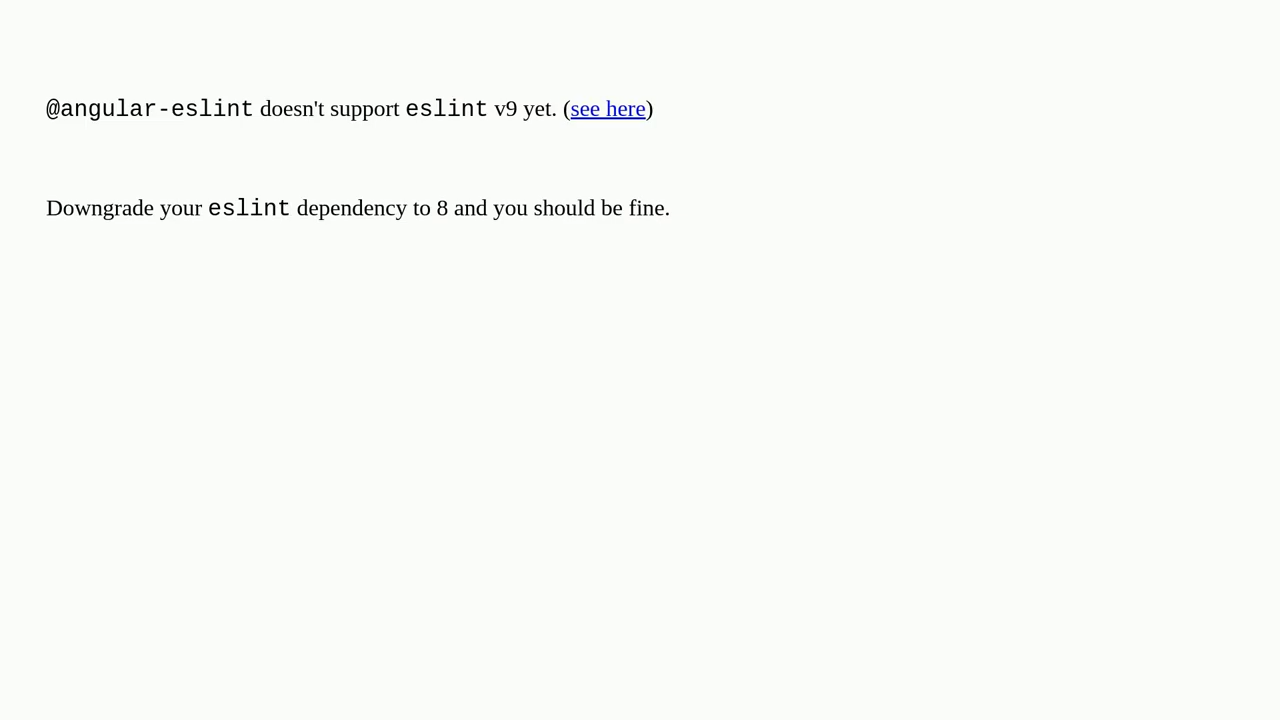 @angular-eslint doesn't support eslint v9 yet. (see here)
Downgrade your eslint dependency to 8 and you should be fine.